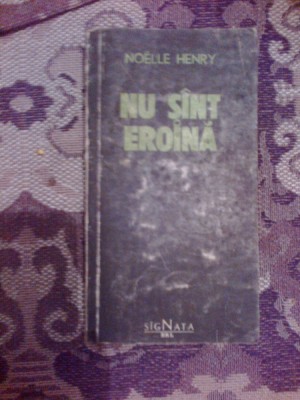 NOËLLE HENRY
NU SÎNT
EROINĂ
SIGNATA